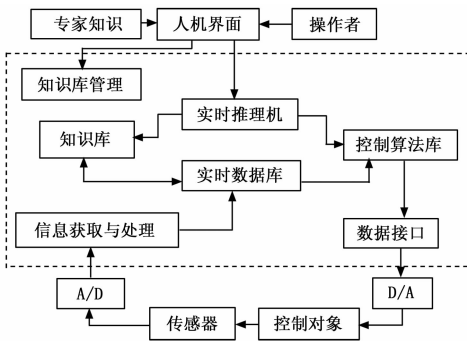 专家知识
人机界面
操作者
知识库管理
实时推理机
知识库
控制算法库
实时数据库
信息获取与处理
数据接口
A/D
D/A
传感器
控制对象